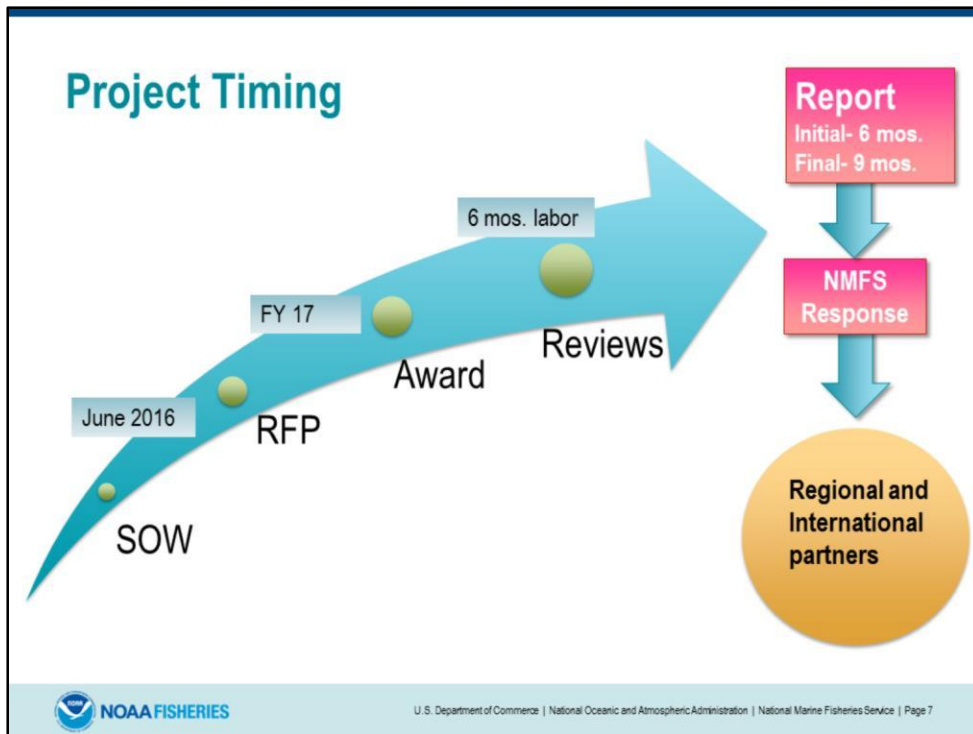 Project Timing
Report
Initial- 6 mos.
Final- 9 mos.
6 mos. labor
NMFS
Response
FY 17
Reviews
Award
June 2016
RFP
SOW
Regional and
International
partners
NOAA FISHERIES
U.S. Department of Commerce | National Oceanic and Atmospheric Administration | National Marine Fisheries Service | Page 7